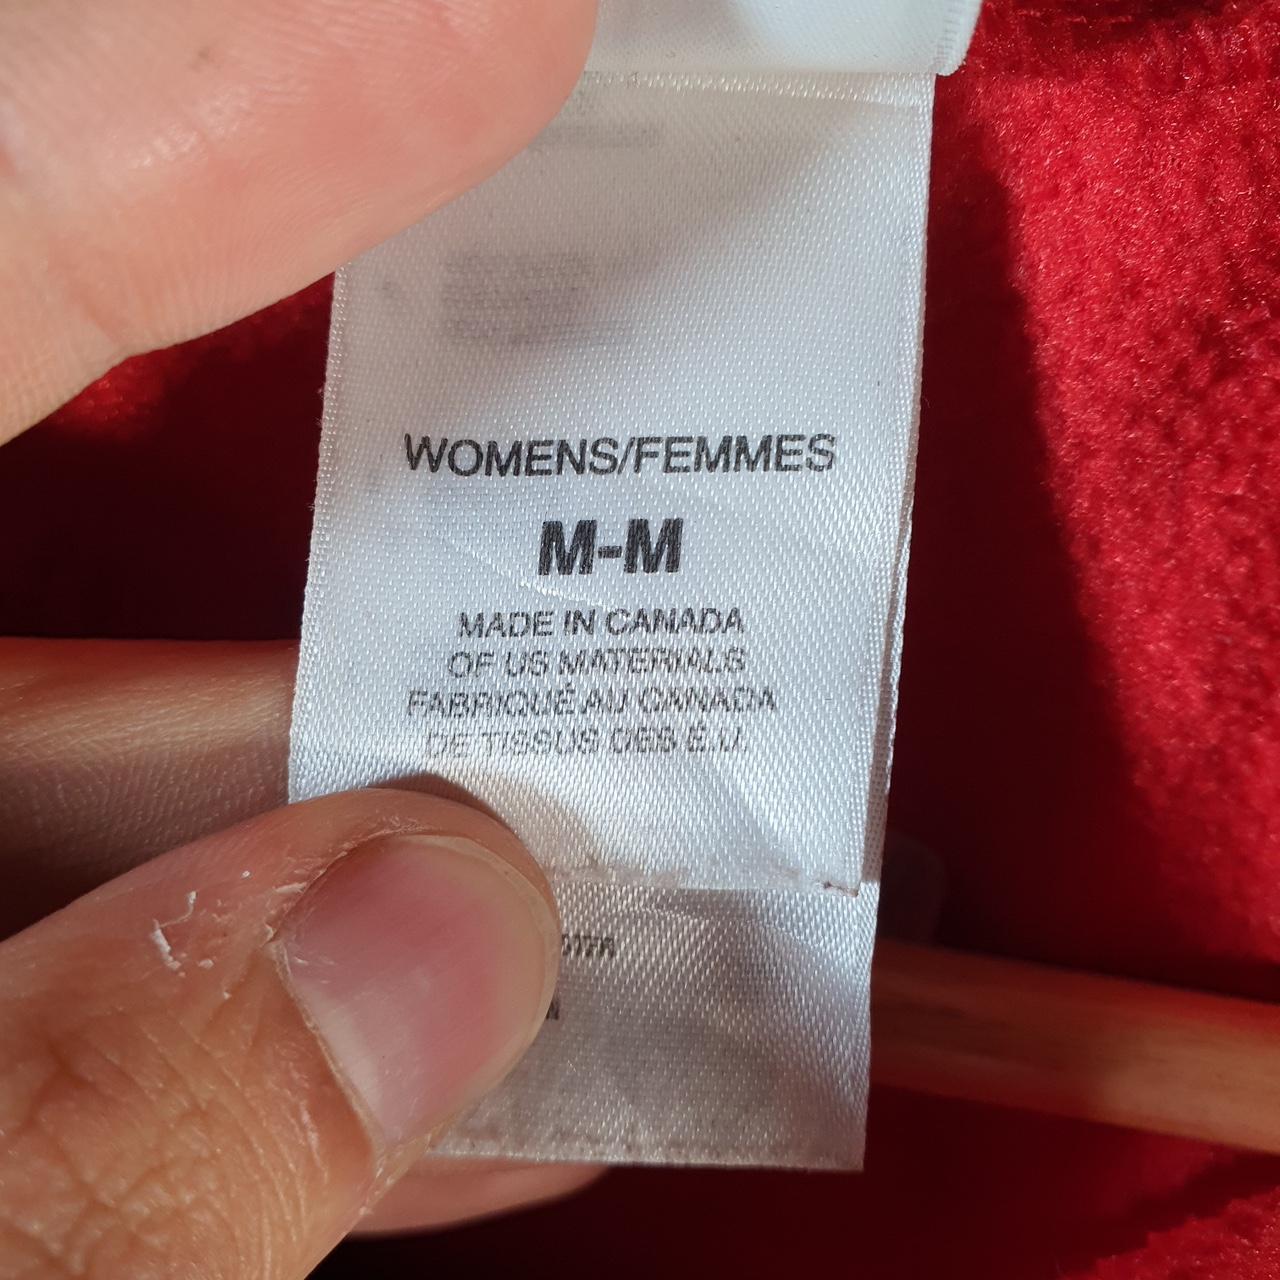 WOMENS/FEMMES
M-M
MADE IN CANADA
OF US MATERIALS
FABRIQUÉ AU CANADA
DE TISSUS DES É.U.